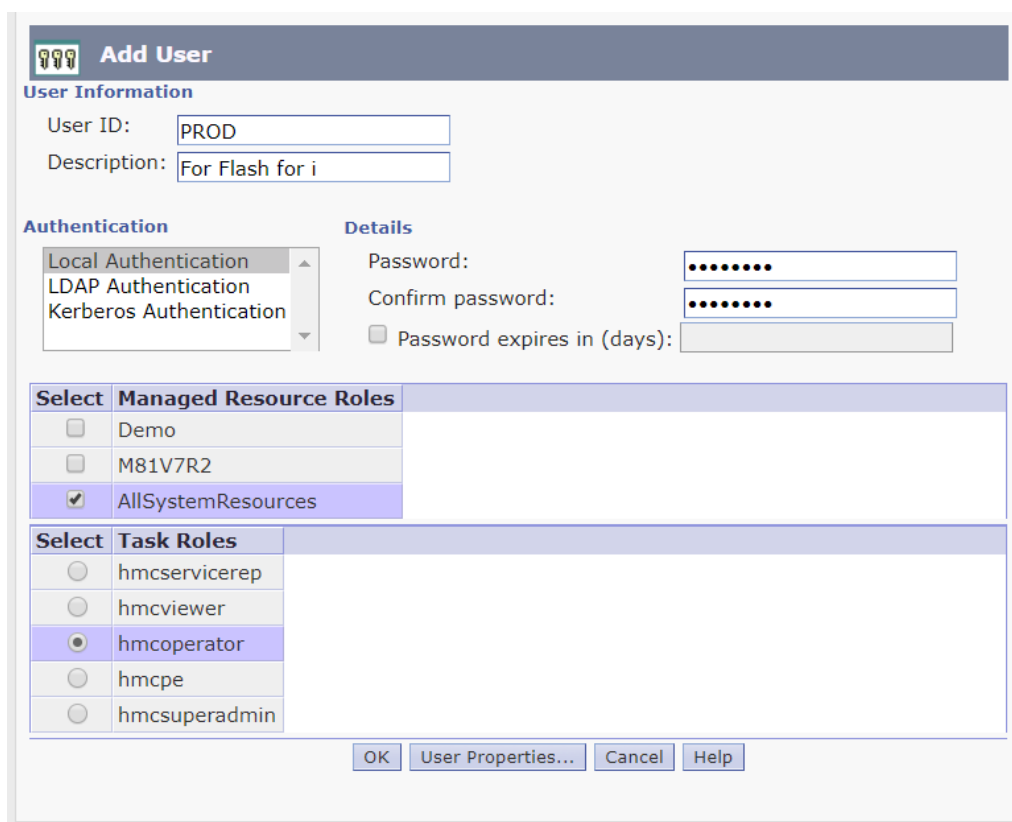 Add User
User Information
User ID: PROD
Description: For Flash for i
Authentication Details
Local Authentication Password: ••••••••
LDAP Authentication
Kerberos Authentication Confirm password: ••••••••
Password expires in (days):
Select Managed Resource Roles
Demo
M81V7R2
AllSystemResources
Select Task Roles
hmcservicerep
hmcviewer
hmcoperator
hmcpe
hmcsuperadmin
OK User Properties... Cancel Help